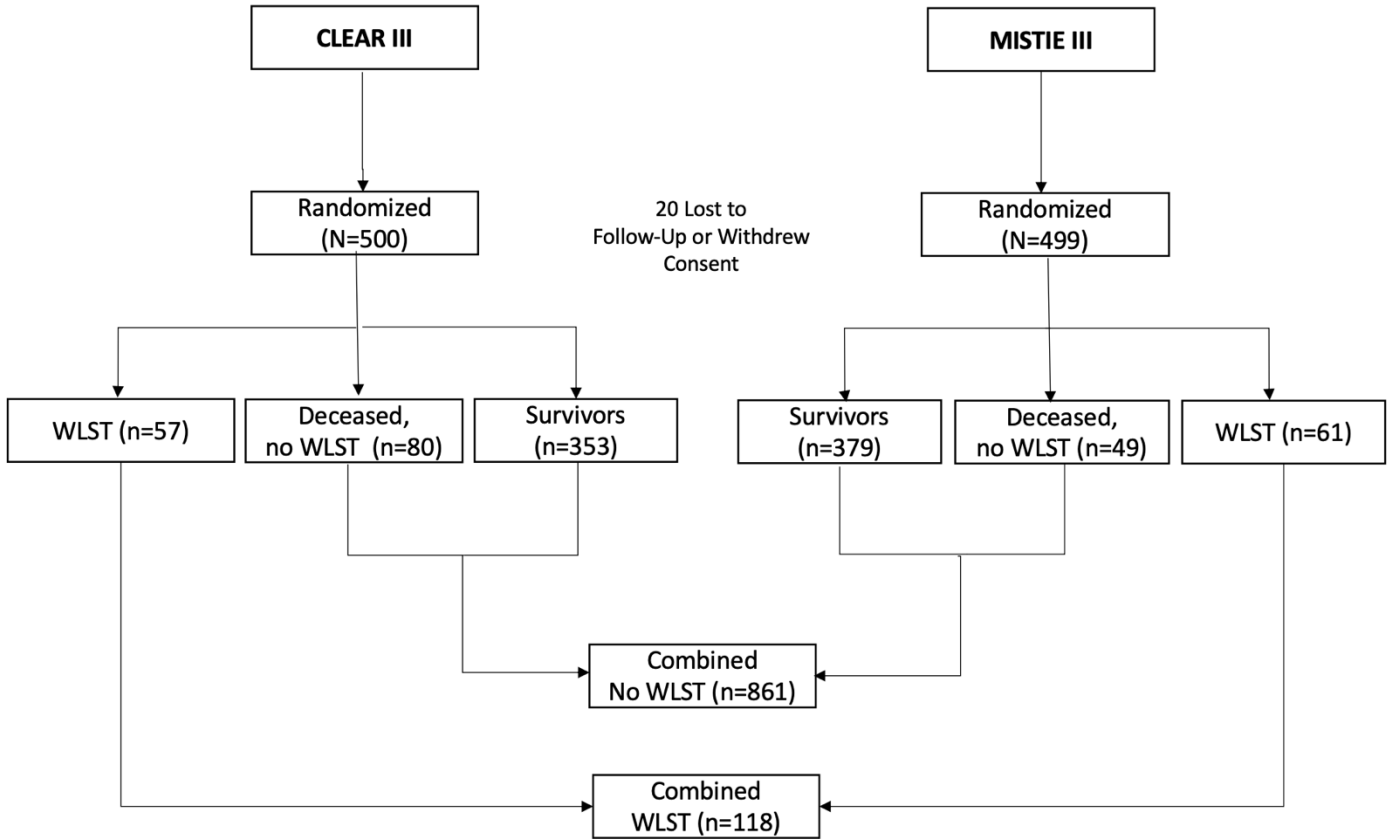 CLEAR III
MISTIE III
Randomized
(N=500)
20 Lost to
Follow-Up or Withdrew
Consent
Randomized
(N=499)
WLST (n=57)
Deceased,
no WLST (n=80)
Survivors
(n=353)
Survivors
(n=379)
Deceased,
no WLST (n=49)
WLST (n=61)
Combined
No WLST (n=861)
Combined
WLST (n=118)